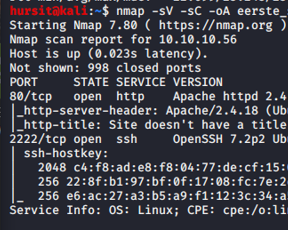 hursit@kali:~$ nmap -sV -sC -oA eerste_
Starting Nmap 7.80 ( https://nmap.org )
Nmap scan report for 10.10.10.56
Host is up (0.023s latency).
Not shown: 998 closed ports
PORT     STATE SERVICE VERSION
80/tcp   open  http    Apache httpd 2.4.
|_http-server-header: Apache/2.4.18 (Ub
|_http-title: Site doesn't have a title
2222/tcp open  ssh     OpenSSH 7.2p2 Ub
| ssh-hostkey:
|   2048 c4:f8:ad:e8:f8:04:77:de:cf:15:0
|   256 22:8f:b1:97:bf:0f:17:08:fc:7e:2
|_  256 e6:ac:27:a3:b5:a9:f1:12:3c:34:a
Service Info: OS: Linux; CPE: cpe:/o:lin